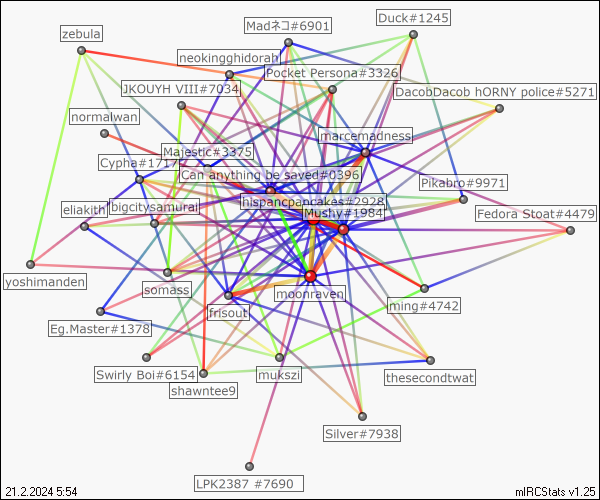 Duck#1245
Madネコ#6901
zebula
neokingghidorah
Pocket Persona#3326
JKOUYH VIII#7034
DacobDacob hORNY police#5271
normalwan
marcemadness
Majestic#3375
Cypha#1717
Can anything be saved#0396
Pikabro#9971
hispancpancakes#2928
eliakith
bigcitysamurai
Mushy#1984
Fedora Stoat#4479
yoshimanden
somass
moonraven
ming#4742
frisout
Eg.Master#1378
Swirly Boi#6154
mukszi
thesecondtwat
shawntee9
Silver#7938
LPK2387 #7690
21.2.2024 5:54
mIRCStats v1.25